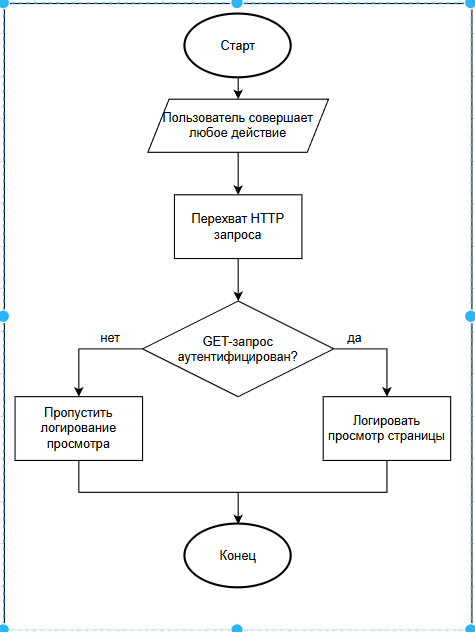 Старт
Пользователь совершает
любое действие
Перехват HTTP
запроса
GET-запрос
аутентифицирован?
нет
да
Пропустить
логирование
просмотра
Логировать
просмотр страницы
Конец